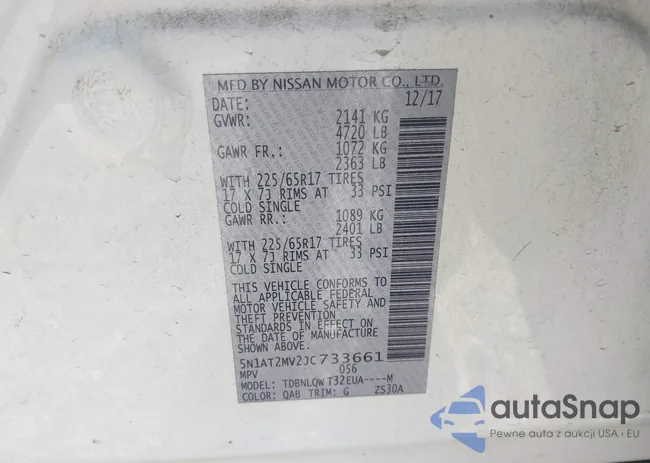 MFD BY NISSAN MOTOR CO., LTD.
DATE: 12/17
GVWR: 2141 KG
4720 LB
GAWR FR.: 1072 KG
2363 LB
WITH 225/65R17 TIRES
17 X 7J RIMS AT 33 PSI
COLD SINGLE
GAWR RR.: 1089 KG
2401 LB
WITH 225/65R17 TIRES
17 X 7J RIMS AT 33 PSI
COLD SINGLE
THIS VEHICLE CONFORMS TO
ALL APPLICABLE FEDERAL
MOTOR VEHICLE SAFETY AND
THEFT PREVENTION
STANDARDS IN EFFECT ON
THE DATE OF MANUFACTURE
SHOWN ABOVE.
5N1AT2MV2JC733661
MPV 056
MODEL: TDBNLQW T32EUA----M
COLOR: QAB TRIM: G ZS30A
autoSnap
Pewne auta z aukcji USA i EU